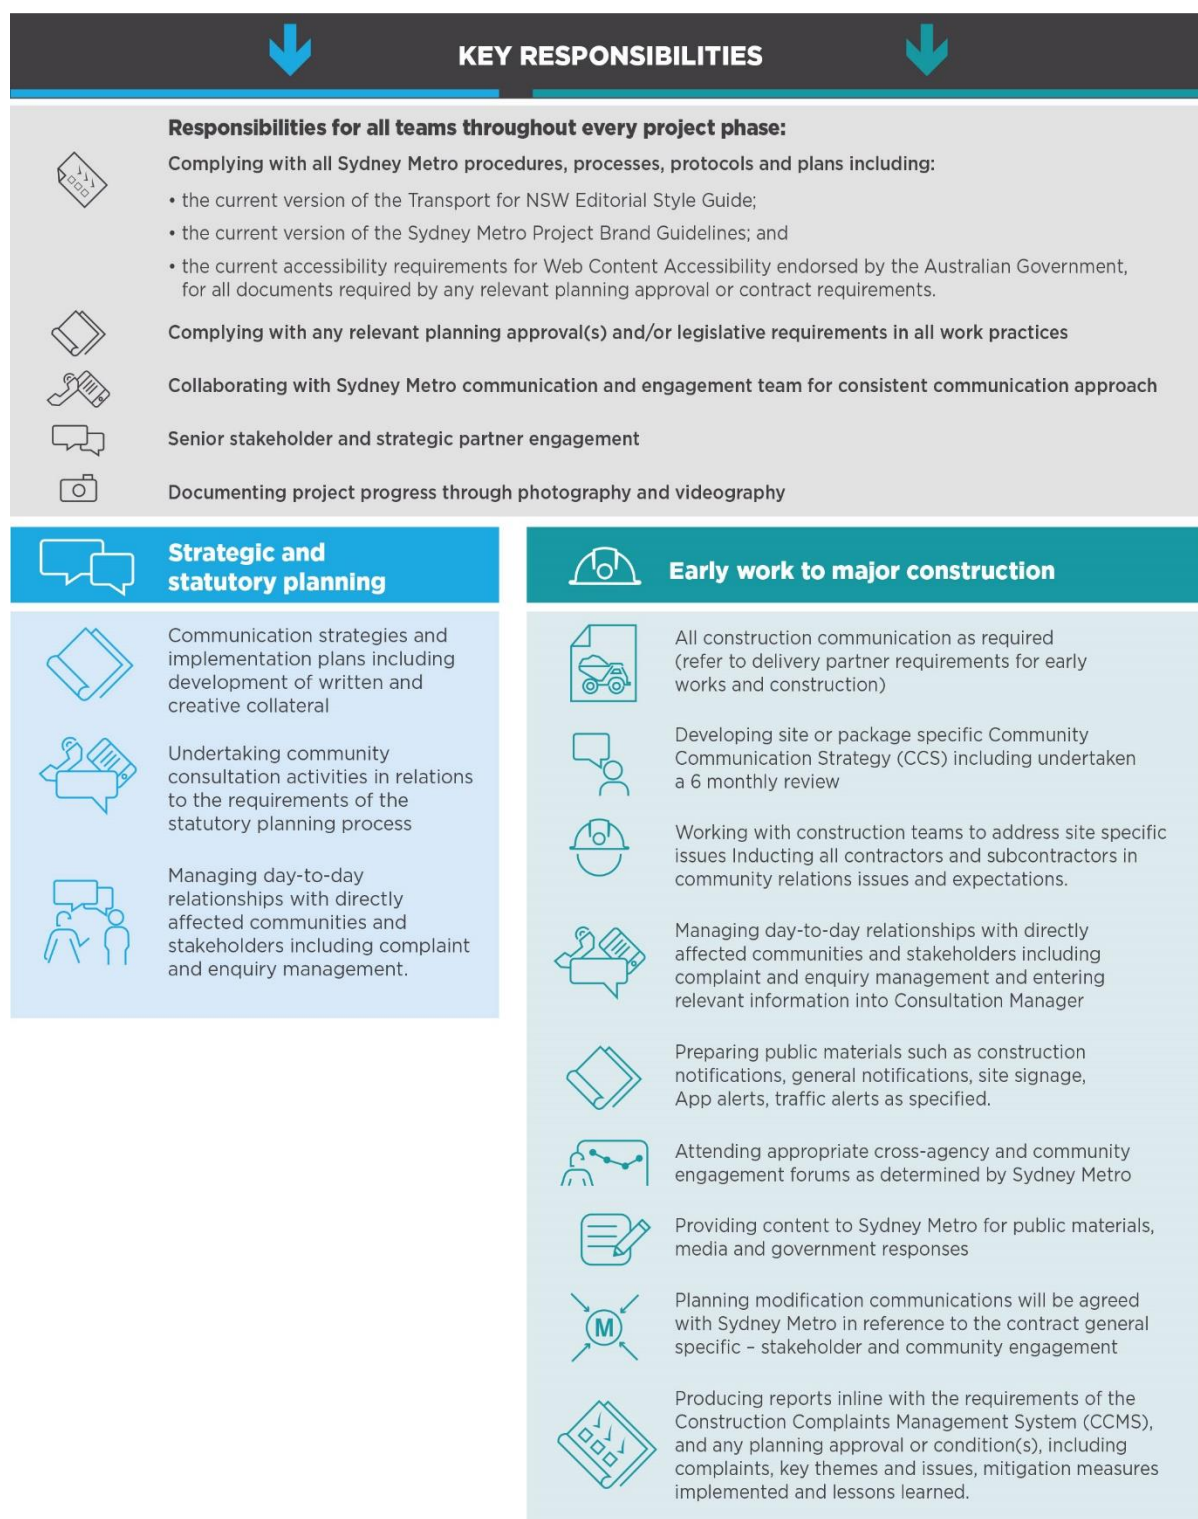 KEY RESPONSIBILITIES
Responsibilities for all teams throughout every project phase:
Complying with all Sydney Metro procedures, processes, protocols and plans including:
• the current version of the Transport for NSW Editorial Style Guide;
• the current version of the Sydney Metro Project Brand Guidelines; and
• the current accessibility requirements for Web Content Accessibility endorsed by the Australian Government,
for all documents required by any relevant planning approval or contract requirements.
Complying with any relevant planning approval(s) and/or legislative requirements in all work practices
Collaborating with Sydney Metro communication and engagement team for consistent communication approach
Senior stakeholder and strategic partner engagement
Documenting project progress through photography and videography
Strategic and
statutory planning
Communication strategies and
implementation plans including
development of written and
creative collateral
Undertaking community
consultation activities in relations
to the requirements of the
statutory planning process
Managing day-to-day
relationships with directly
affected communities and
stakeholders including complaint
and enquiry management.
Early work to major construction
All construction communication as required
(refer to delivery partner requirements for early
works and construction)
Developing site or package specific Community
Communication Strategy (CCS) including undertaken
a 6 monthly review
Working with construction teams to address site specific
issues Inducting all contractors and subcontractors in
community relations issues and expectations.
Managing day-to-day relationships with directly
affected communities and stakeholders including
complaint and enquiry management and entering
relevant information into Consultation Manager
Preparing public materials such as construction
notifications, general notifications, site signage,
App alerts, traffic alerts as specified.
Attending appropriate cross-agency and community
engagement forums as determined by Sydney Metro
Providing content to Sydney Metro for public materials,
media and government responses
M
Planning modification communications will be agreed
with Sydney Metro in reference to the contract general
specific – stakeholder and community engagement
Producing reports inline with the requirements of the
Construction Complaints Management System (CCMS),
and any planning approval or condition(s), including
complaints, key themes and issues, mitigation measures
implemented and lessons learned.